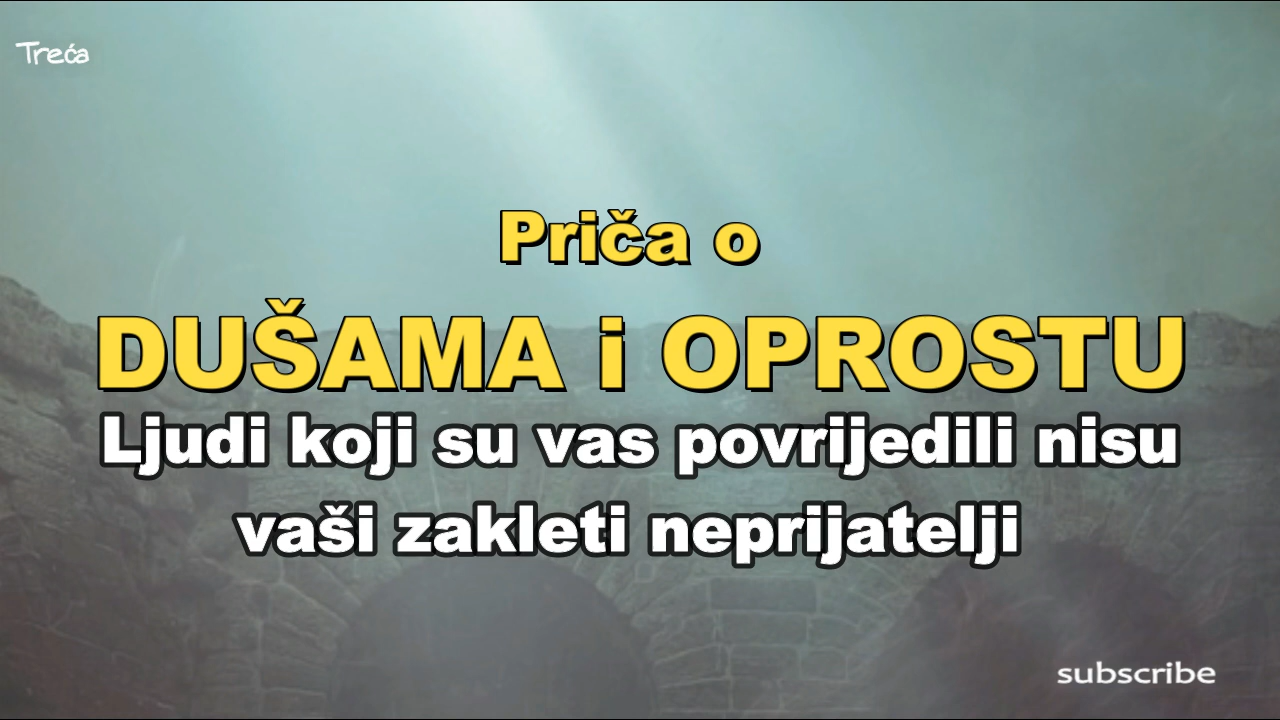 Treća
Priča o
DUŠAMA i OPROSTU
Ljudi koji su vas povrijedili nisu
vaši zakleti neprijatelji
subscribe